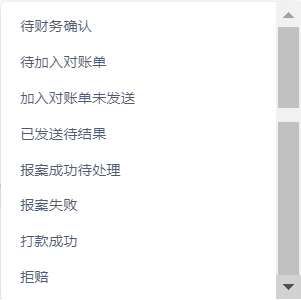 待财务确认
待加入对账单
加入对账单未发送
已发送待结果
报案成功待处理
报案失败
打款成功
拒赔